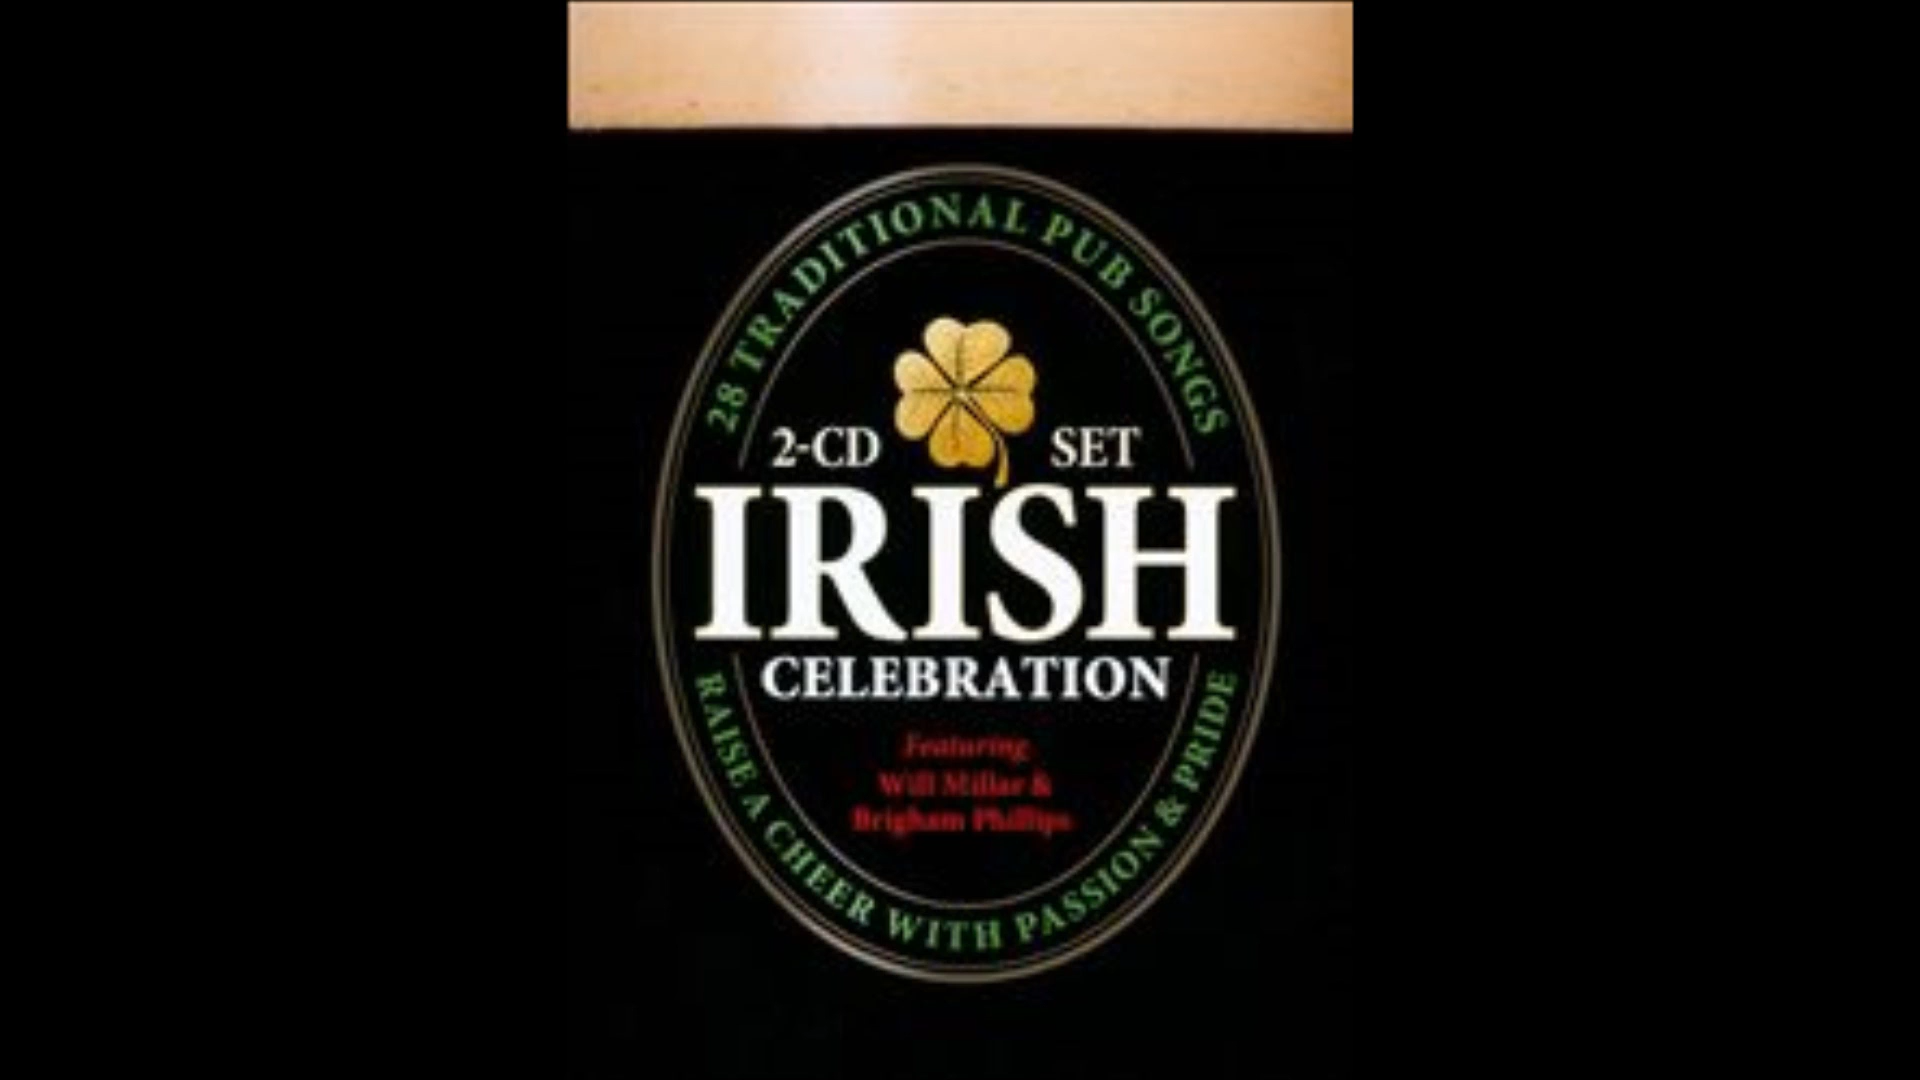 28 TRADITIONAL PUB SONGS
2-CD SET
IRISH
CELEBRATION
Featuring
Will Millar &
Brigham Phillips
RAISE A CHEER WITH PASSION & PRIDE